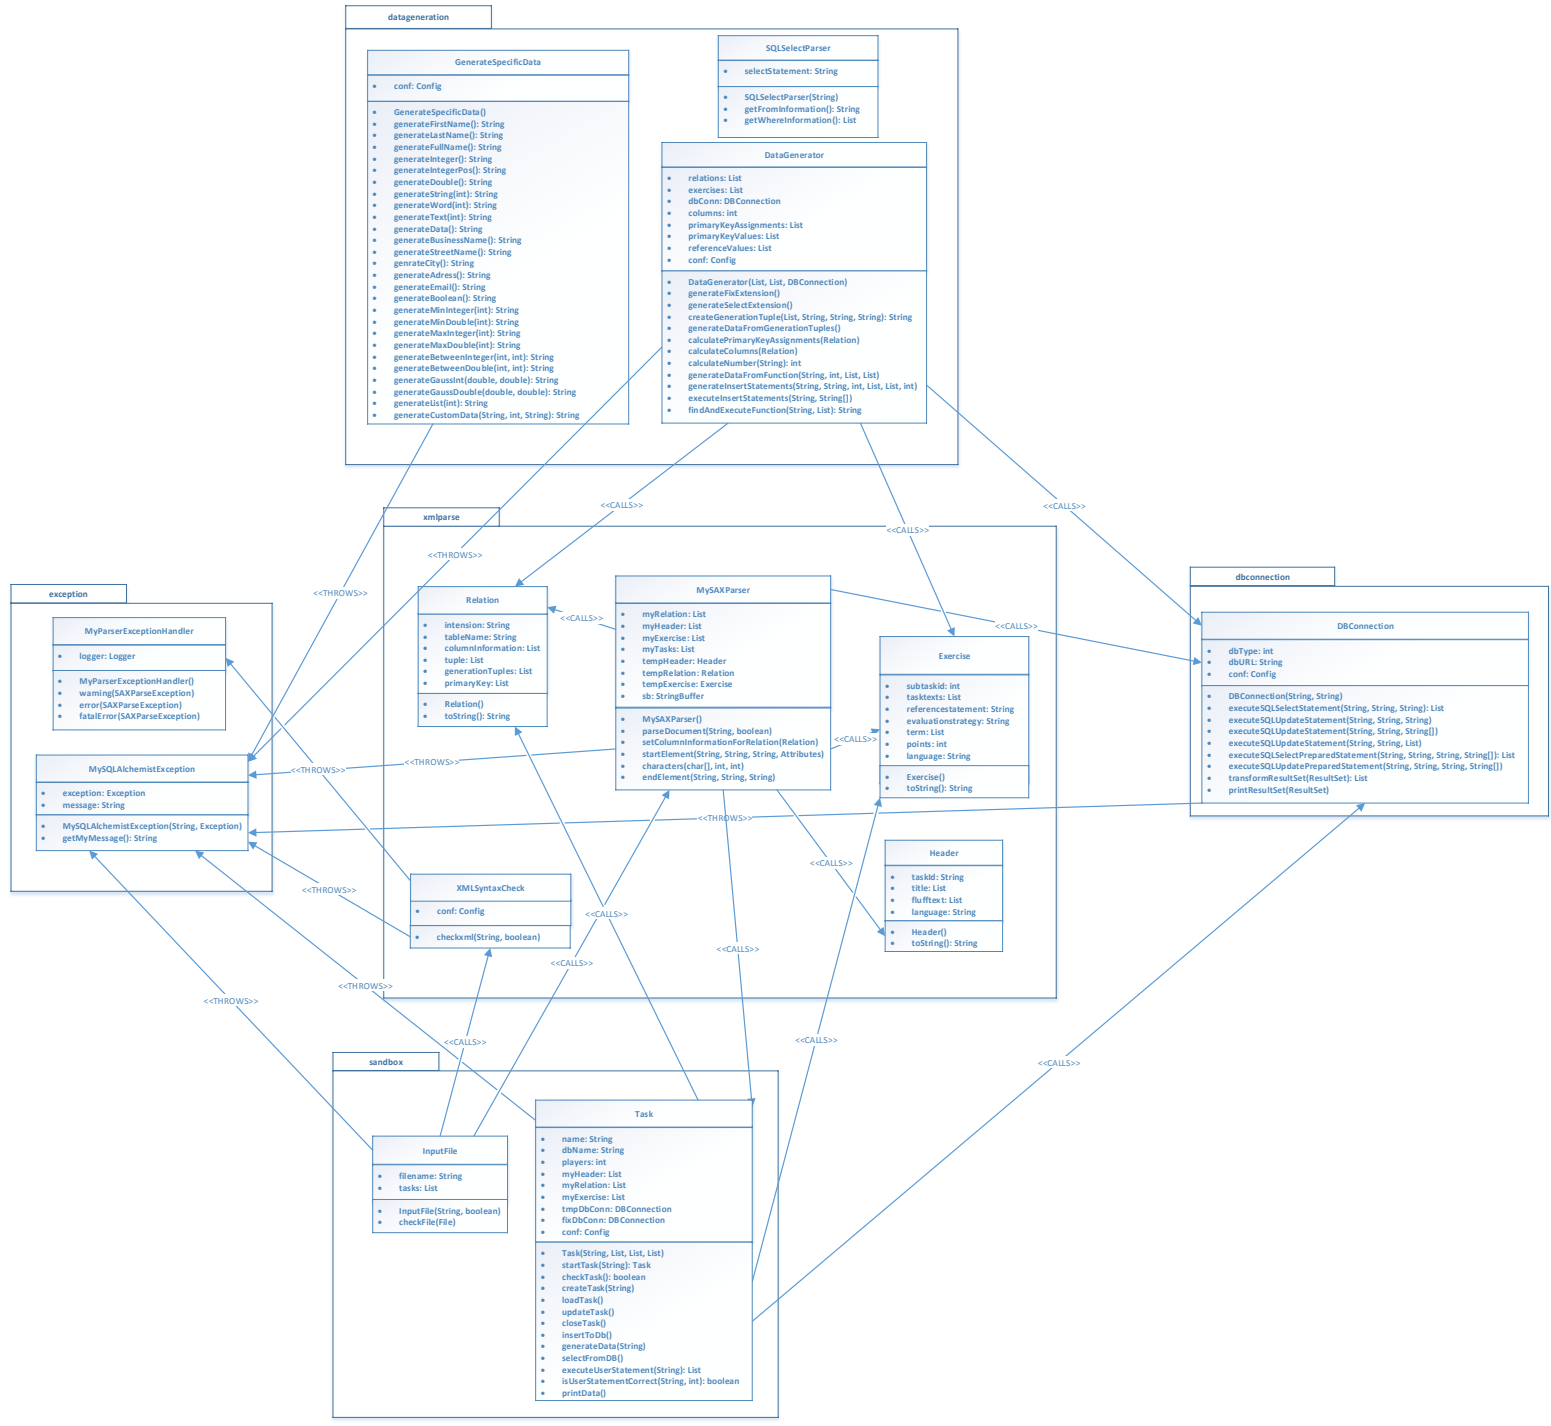 datageneration
GenerateSpecificData
• conf: Config
• GenerateSpecificData()
• generateFirstName(): String
• generateLastName(): String
• generateFullName(): String
• generateInteger(): String
• generateIntegerPos(): String
• generateDouble(): String
• generateString(int): String
• generateWord(int): String
• generateText(int): String
• generateData(): String
• generateBusinessName(): String
• generateStreetName(): String
• genrateCity(): String
• generateAdress(): String
• generateEmail(): String
• generateBoolean(): String
• generateMinInteger(int): String
• generateMinDouble(int): String
• generateMaxInteger(int): String
• generateMaxDouble(int): String
• generateBetweenInteger(int, int): String
• generateBetweenDouble(int, int): String
• generateGaussInt(double, double): String
• generateGaussDouble(double, double): String
• generateList(int): String
• generateCustomData(String, int, String): String
SQLSelectParser
• selectStatement: String
• SQLSelectParser(String)
• getFromInformation(): String
• getWhereInformation(): List
DataGenerator
• relations: List
• exercises: List
• dbConn: DBConnection
• columns: int
• primaryKeyAssignments: List
• primaryKeyValues: List
• referenceValues: List
• conf: Config
• DataGenerator(List, List, DBConnection)
• generateFixExtension()
• generateSelectExtension()
• createGenerationTuple(List, String, String, String): String
• generateDataFromGenerationTuples()
• calculatePrimaryKeyAssignments(Relation)
• calculateColumns(Relation)
• calculateNumber(String): int
• generateDataFromFunction(String, int, List, List)
• generateInsertStatements(String, String, int, List, List, int)
• executeInsertStatements(String, String[])
• findAndExecuteFunction(String, List): String
<<CALLS>>
<<CALLS>>
<<CALLS>>
<<THROWS>>
<<THROWS>>
xmlparse
Relation
• intension: String
• tableName: String
• columnInformation: List
• tuple: List
• generationTuples: List
• primaryKey: List
• Relation()
• toString(): String
<<CALLS>>
MySAXParser
• myRelation: List
• myHeader: List
• myExercise: List
• myTasks: List
• tempHeader: Header
• tempRelation: Relation
• tempExercise: Exercise
• sb: StringBuffer
• MySAXParser()
• parseDocument(String, boolean)
• setColumnInformationForRelation(Relation)
• startElement(String, String, String, Attributes)
• characters(char[], int, int)
• endElement(String, String, String)
<<CALLS>>
<<CALLS>>
Exercise
• subtaskid: int
• tasktexts: List
• referencestatement: String
• evaluationstrategy: String
• term: List
• points: int
• language: String
• Exercise()
• toString(): String
Header
• taskId: String
• title: List
• flufftext: List
• language: String
• Header()
• toString(): String
<<CALLS>>
XMLSyntaxCheck
• conf: Config
• checkxml(String, boolean)
exception
MyParserExceptionHandler
• logger: Logger
• MyParserExceptionHandler()
• warning(SAXParseException)
• error(SAXParseException)
• fatalError(SAXParseException)
MySQLAlchemistException
• exception: Exception
• message: String
• MySQLAlchemistException(String, Exception)
• getMyMessage(): String
<<THROWS>>
<<THROWS>>
<<THROWS>>
<<THROWS>>
dbconnection
DBConnection
• dbType: int
• dbURL: String
• conf: Config
• DBConnection(String, String)
• executeSQLSelectStatement(String, String, String): List
• executeSQLUpdateStatement(String, String, String)
• executeSQLUpdateStatement(String, String, String[])
• executeSQLUpdateStatement(String, String, List)
• executeSQLSelectPreparedStatement(String, String, String, String[]): List
• executeSQLUpdatePreparedStatement(String, String, String, String[])
• transformResultSet(ResultSet): List
• printResultSet(ResultSet)
<<CALLS>>
<<CALLS>>
<<CALLS>>
<<THROWS>>
<<THROWS>>
<<CALLS>>
<<CALLS>>
<<CALLS>>
sandbox
InputFile
• filename: String
• tasks: List
• InputFile(String, boolean)
• checkFile(File)
Task
• name: String
• dbName: String
• players: int
• myHeader: List
• myRelation: List
• myExercise: List
• tmpDbConn: DBConnection
• fixDbConn: DBConnection
• conf: Config
• Task(String, List, List, List)
• startTask(String): Task
• checkTask(): boolean
• createTask(String)
• loadTask()
• updateTask()
• closeTask()
• insertToDb()
• generateData(String)
• selectFromDB()
• executeUserStatement(String): List
• isUserStatementCorrect(String, int): boolean
• printData()